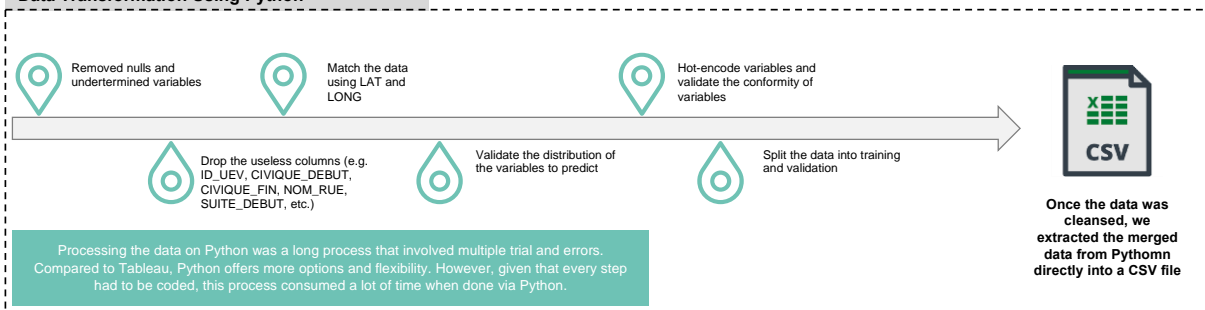 Data Transformation Using Python
Removed nulls and
undertermined variables
Drop the useless columns (e.g.
ID_UEV, CIVIQUE_DEBUT,
CIVIQUE_FIN, NOM_RUE,
SUITE_DEBUT, etc.)
Match the data
using LAT and
LONG
Validate the distribution of
the variables to predict
Hot-encode variables and
validate the conformity of
variables
Split the data into training
and validation
X
CSV
Once the data was
cleansed, we
extracted the merged
data from Pythomn
directly into a CSV file
Processing the data on Python was a long process that involved multiple trial and errors.
Compared to Tableau, Python offers more options and flexibility. However, given that every step
had to be coded, this process consumed a lot of time when done via Python.